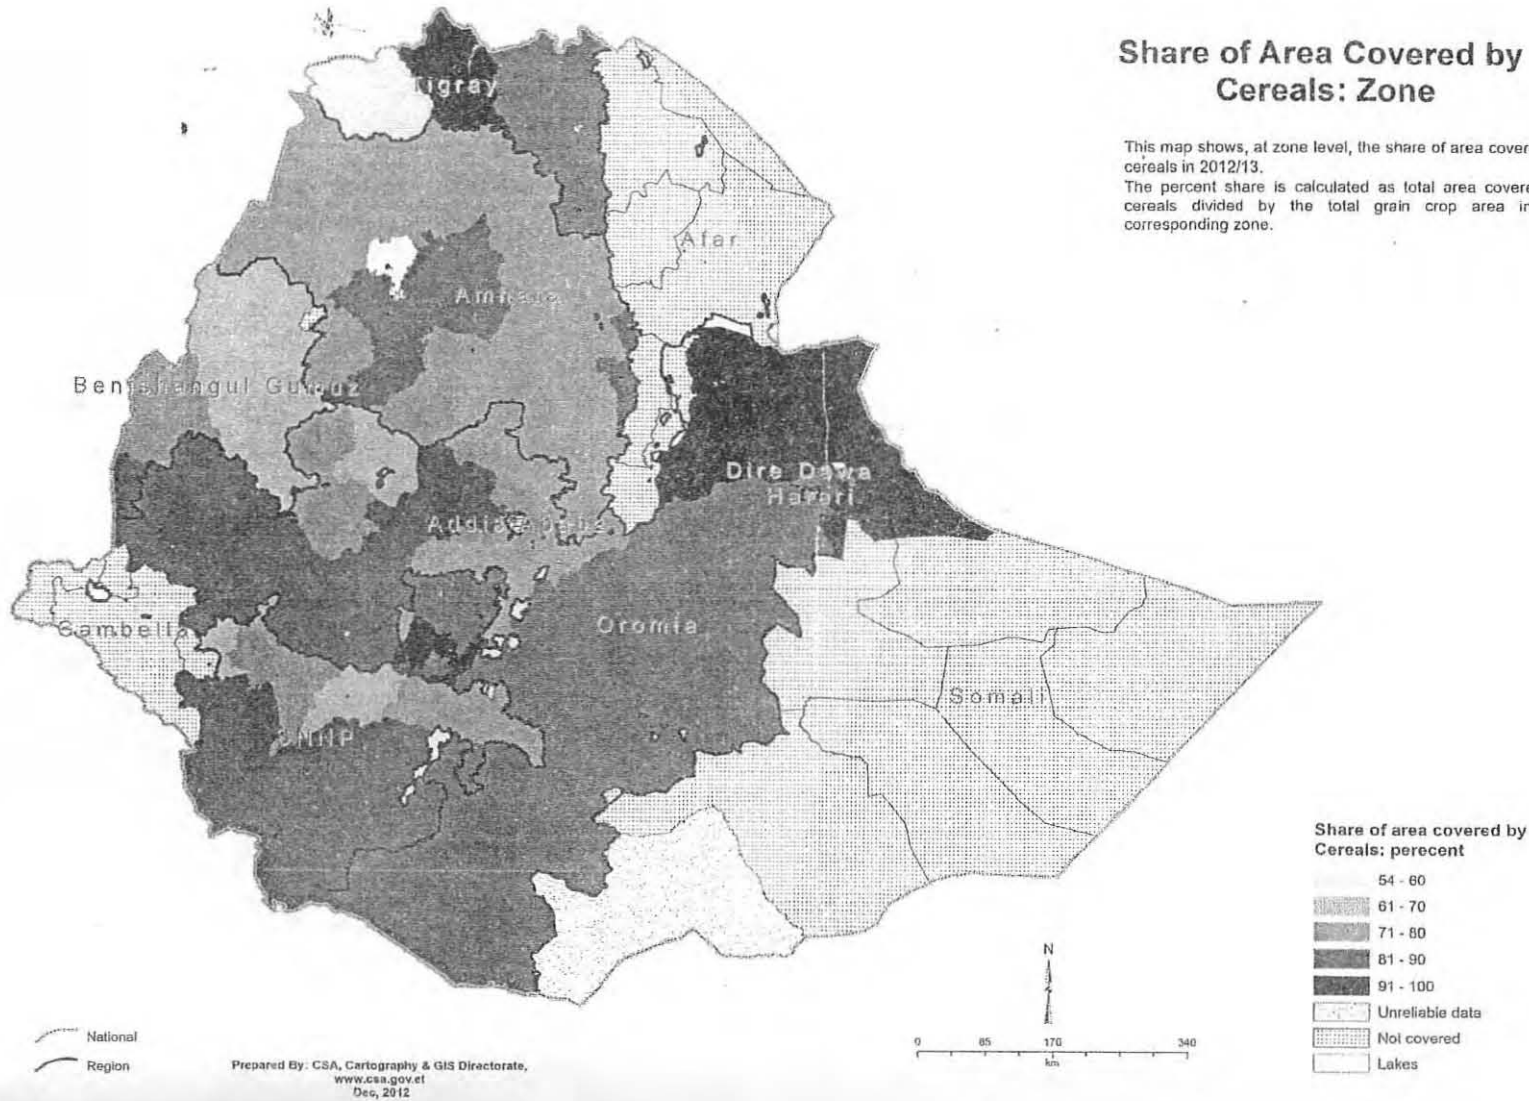 Share of Area Covered by
Cereals: Zone
This map shows, at zone level, the share of area cover
cereals in 2012/13.
The percent share is calculated as total area covere
cereals divided by the total grain crop area in
corresponding zone.
Tigray
Afar
Amhara
Benishangul Gumuz
Dire Dawa
Harari
Addis Ababa
Gambella
Oromia
Somali
SNNP
Share of area covered by
Cereals: perecent
54 - 60
61 - 70
71 - 80
81 - 90
91 - 100
Unreliable data
Not covered
Lakes
N
0 85 170 340
km
National
Region
Prepared By: CSA, Cartography & GIS Directorate,
www.csa.gov.et
Dec, 2012